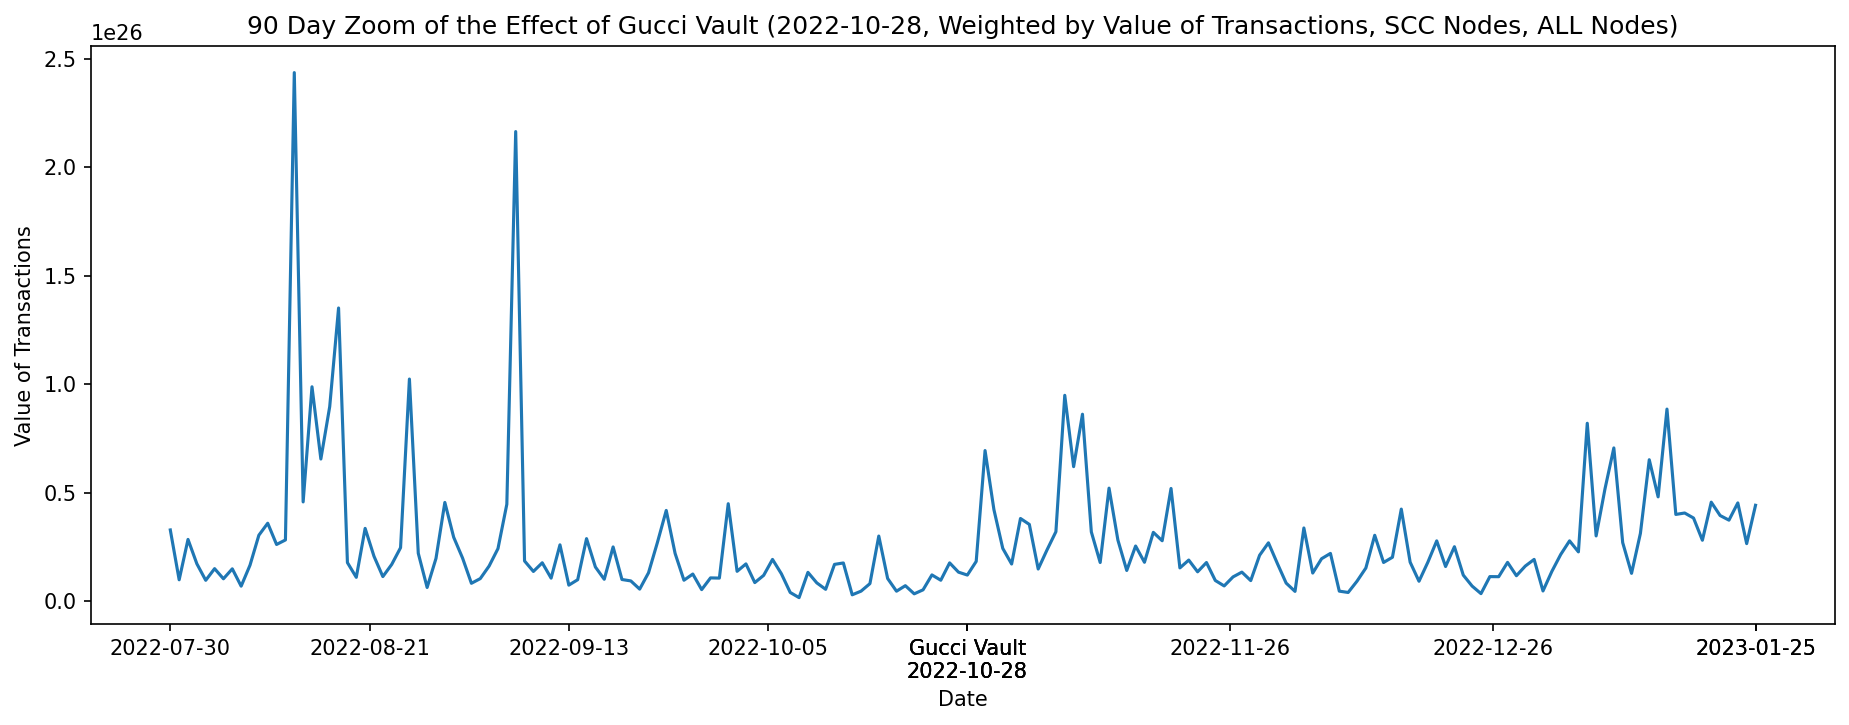 90 Day Zoom of the Effect of Gucci Vault (2022-10-28, Weighted by Value of Transactions, SCC Nodes, ALL Nodes)
1e26
2.5
2.0
1.5
1.0
0.5
0.0
Value of Transactions
2022-07-30 2022-08-21 2022-09-13 2022-10-05 Gucci Vault 2022-11-26 2022-12-26 2023-01-25
2022-10-28
Date